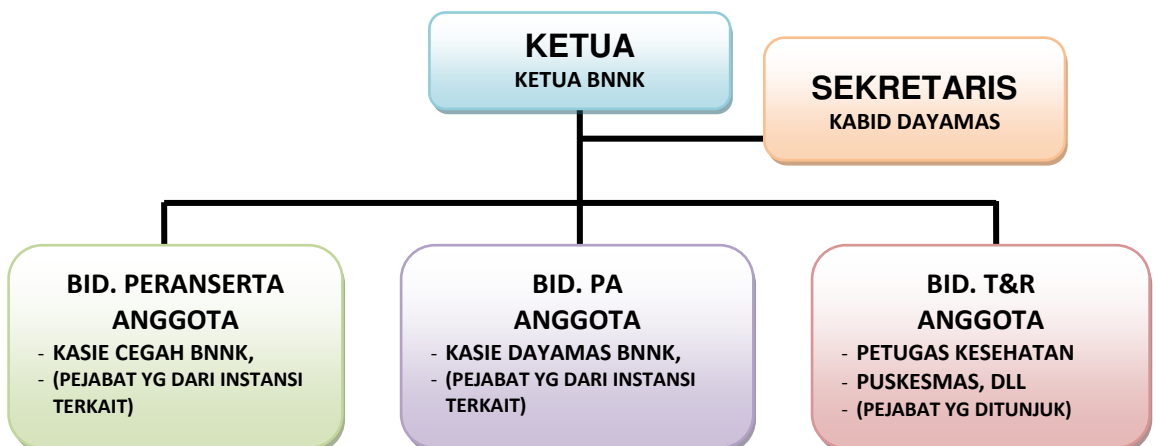 KETUA
KETUA BNNK
SEKRETARIS
KABID DAYAMAS
BID. PERANSERTA
ANGGOTA
- KASIE CEGAH BNNK,
- (PEJABAT YG DARI INSTANSI
TERKAIT)
BID. PA
ANGGOTA
- KASIE DAYAMAS BNNK,
- (PEJABAT YG DARI INSTANSI
TERKAIT)
BID. T&R
ANGGOTA
- PETUGAS KESEHATAN
- PUSKESMAS, DLL
- (PEJABAT YG DITUNJUK)